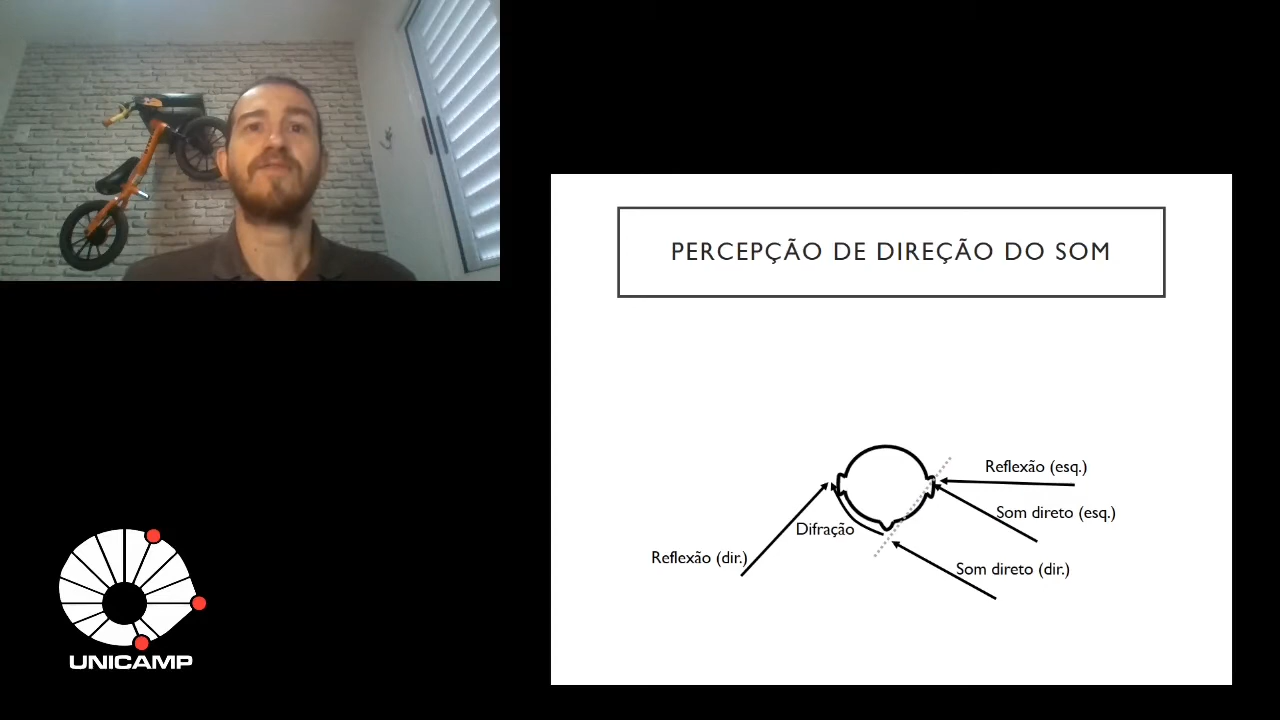 PERCEPÇÃO DE DIREÇÃO DO SOM
Reflexão (esq.)
Som direto (esq.)
Difração
Reflexão (dir.)
Som direto (dir.)
UNICAMP